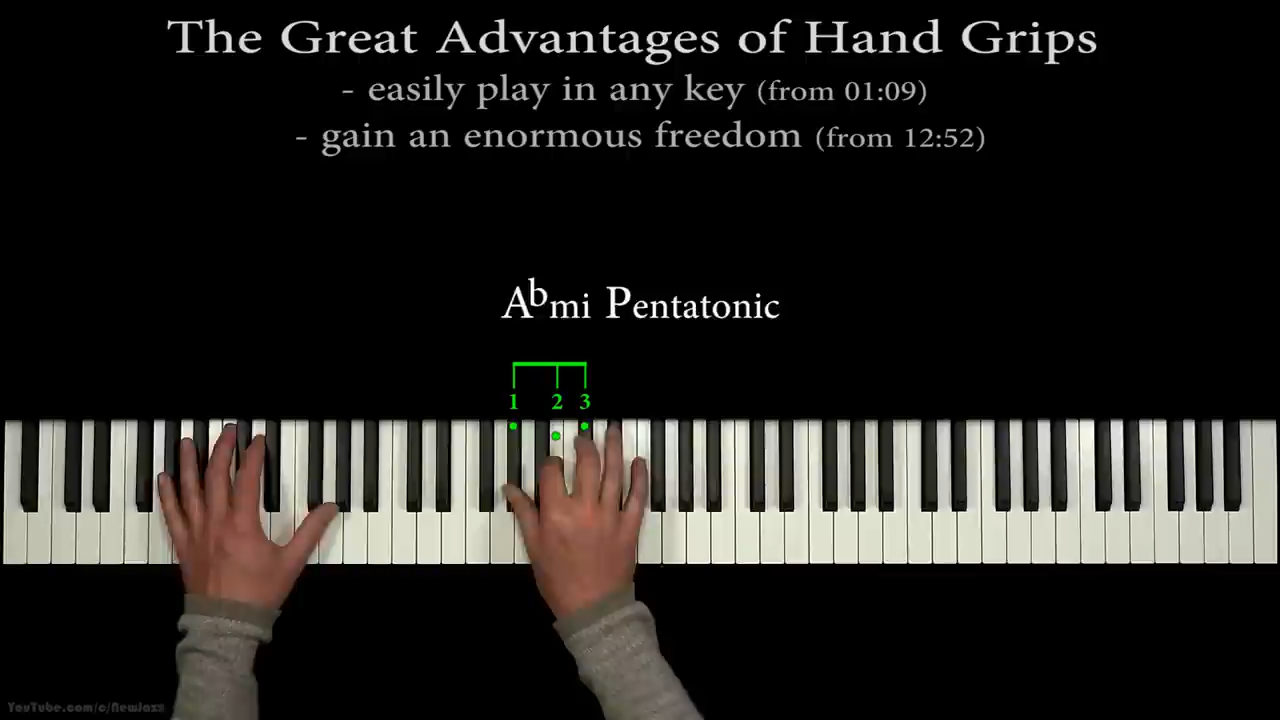 The Great Advantages of Hand Grips
- easily play in any key (from 01:09)
- gain an enormous freedom (from 12:52)
Abmi Pentatonic
1 2 3
YouTube.com/c/NewJazz